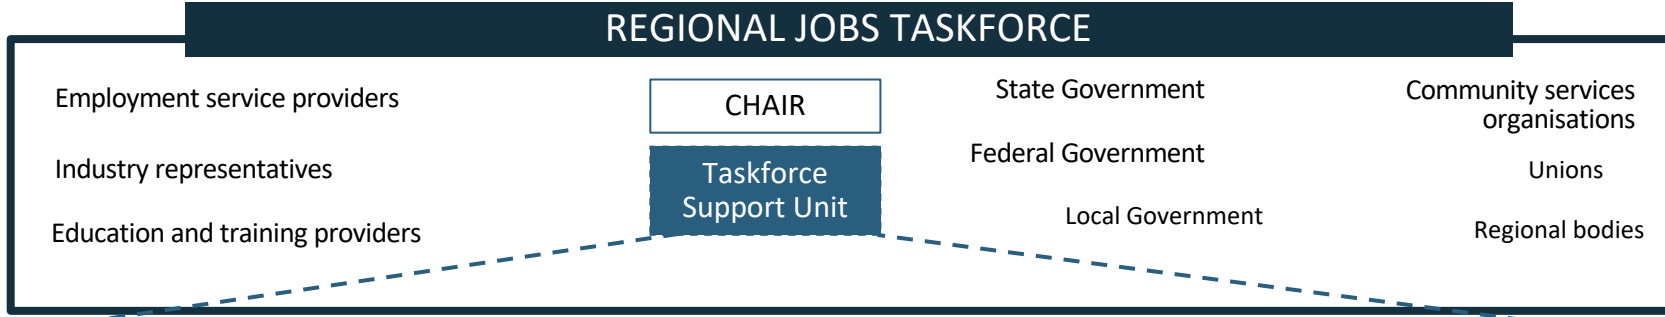 REGIONAL JOBS TASKFORCE
Employment service providers
Industry representatives
Education and training providers
CHAIR
Taskforce
Support Unit
State Government
Federal Government
Local Government
Community services
organisations
Unions
Regional bodies